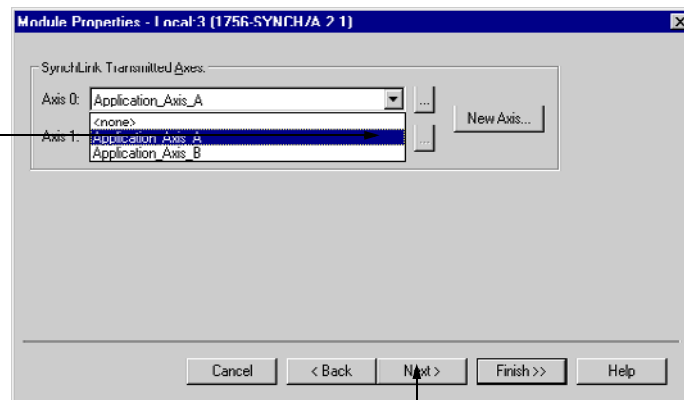 Module Properties - Local:3 (1756-SYNCH/A 2.1)
SynchLink Transmitted Axes:
Axis 0: Application_Axis_A ...
<none>
New Axis...
Axis 1: Application_Axis_A ...
Application_Axis_B
Cancel < Back Next > Finish >> Help